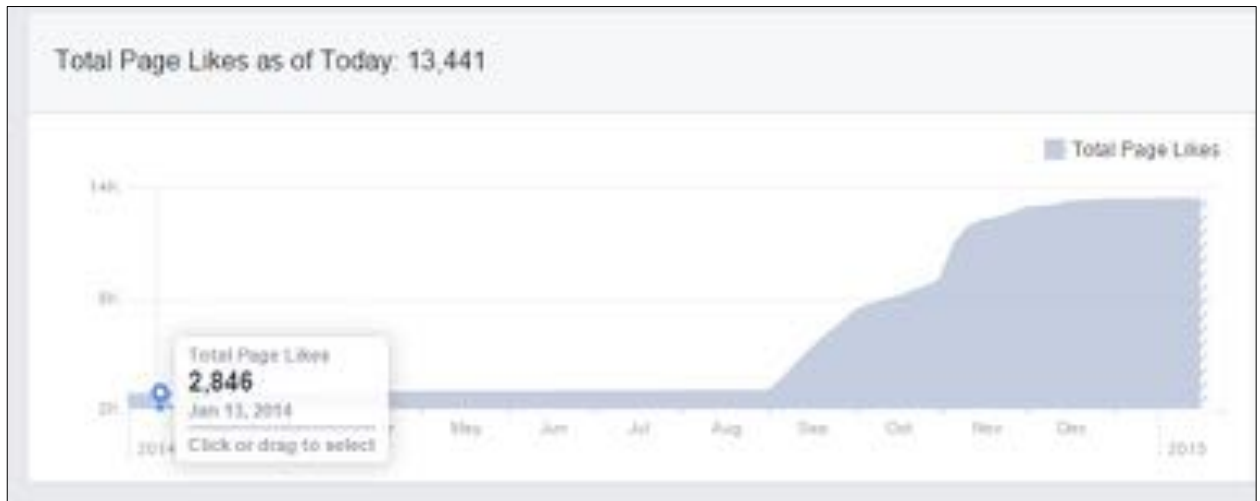 Total Page Likes as of Today: 13,441
Total Page Likes
14K
8K
Total Page Likes
2,846
Jan 13, 2014
Click or drag to select
2K
May Jun Jul Aug Sep Oct Nov Dec
2014 2015